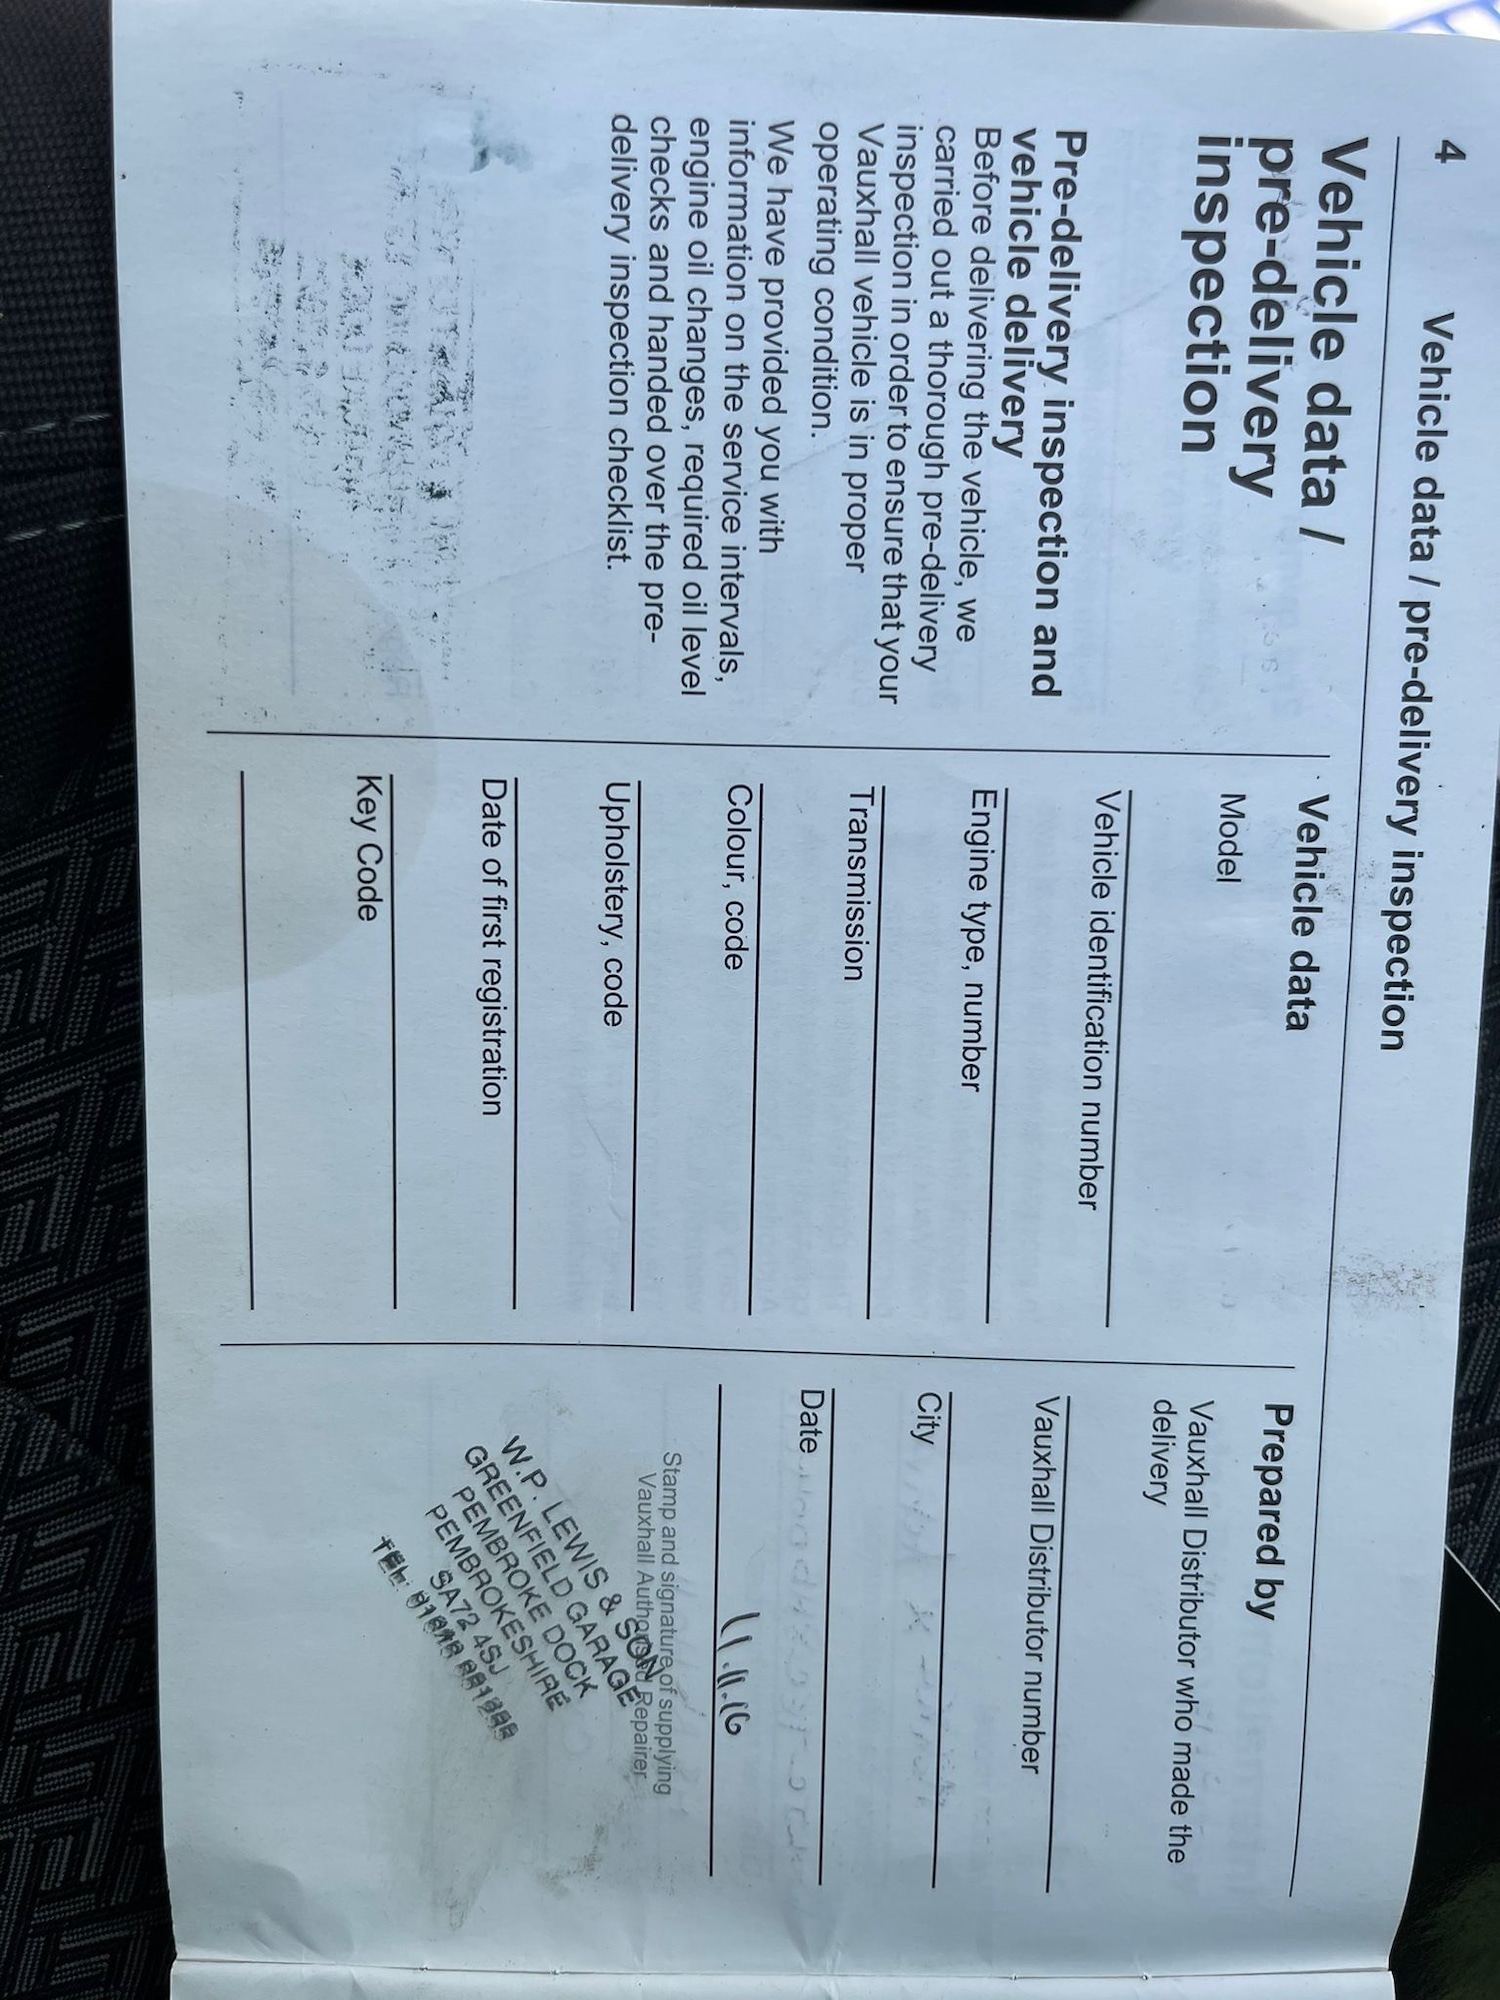 4 Vehicle data / pre-delivery inspection
Vehicle data /
pre-delivery
inspection
Pre-delivery inspection and
vehicle delivery
Before delivering the vehicle, we
carried out a thorough pre-delivery
inspection in order to ensure that your
Vauxhall vehicle is in proper
operating condition.
We have provided you with
information on the service intervals,
engine oil changes, required oil level
checks and handed over the pre-
delivery inspection checklist.
Vehicle data
Model
Vehicle identification number
Engine type, number
Transmission
Colour, code
Upholstery, code
Date of first registration
Key Code
Prepared by
Vauxhall Distributor who made the
delivery
Vauxhall Distributor number
City
Date
11.11.16
Stamp and signature of supplying
Vauxhall Authorised Repairer
W.P. LEWIS & SON
GREENFIELD GARAGE
PEMBROKE DOCK
PEMBROKESHIRE
SA72 4SJ
TEL: